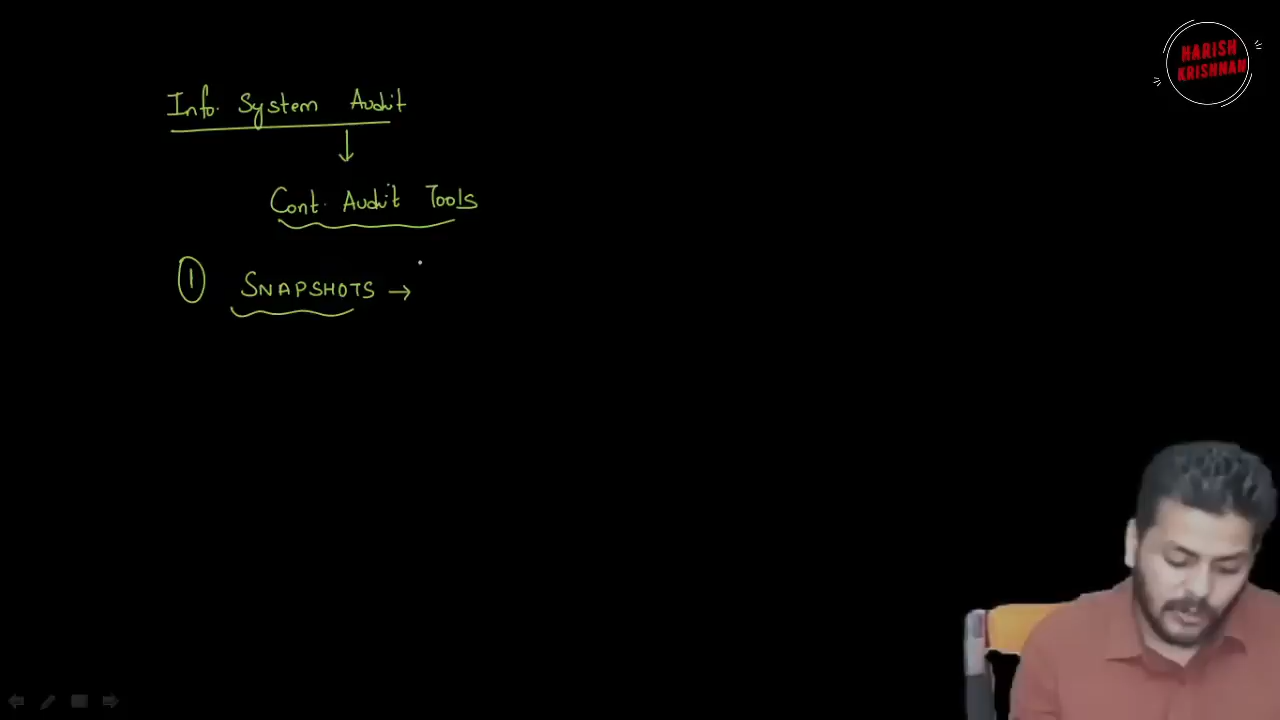 HARISH
KRISHNAN
Info. System Audit
Cont. Audit Tools
1 SNAPSHOTS →